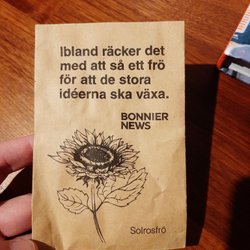 Ibland räcker det
med att så ett frö
för att de stora
idéerna ska växa.
BONNIER
NEWS
Solrosfrö